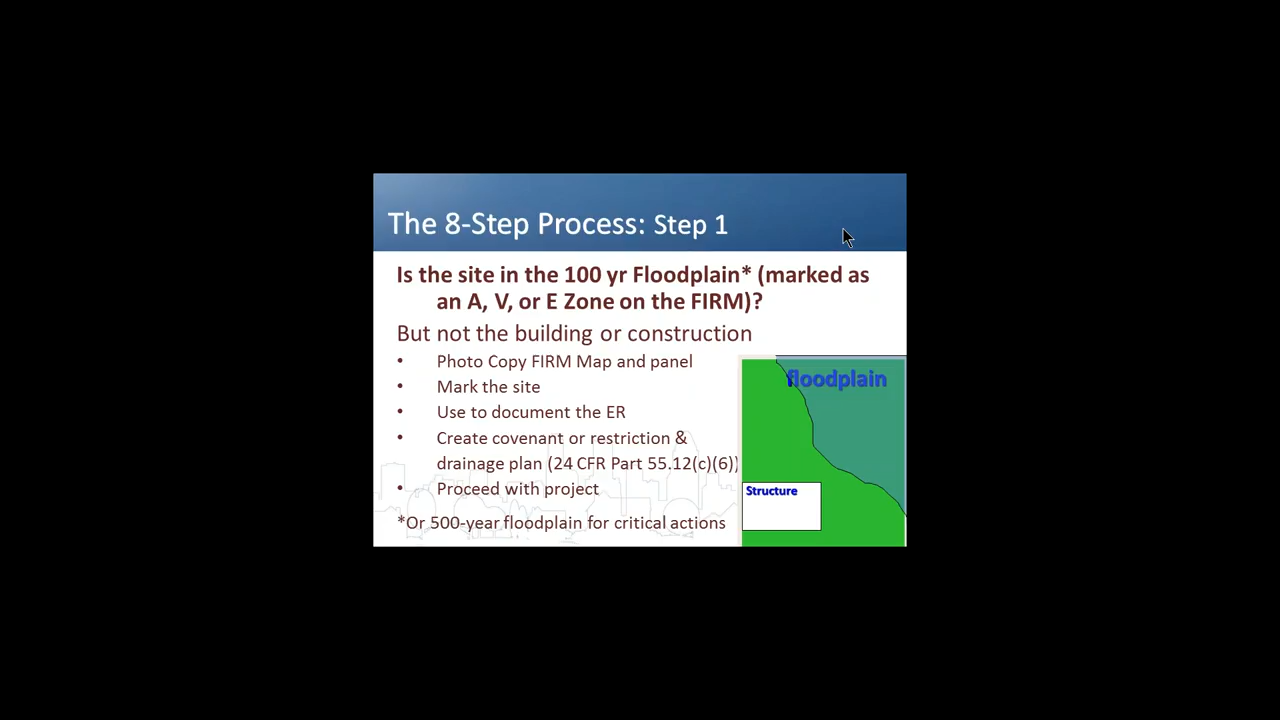 The 8-Step Process: Step 1
Is the site in the 100 yr Floodplain* (marked as
an A, V, or E Zone on the FIRM)?
But not the building or construction
• Photo Copy FIRM Map and panel
• Mark the site
• Use to document the ER
• Create covenant or restriction &
drainage plan (24 CFR Part 55.12(c)(6))
• Proceed with project
*Or 500-year floodplain for critical actions
floodplain
Structure